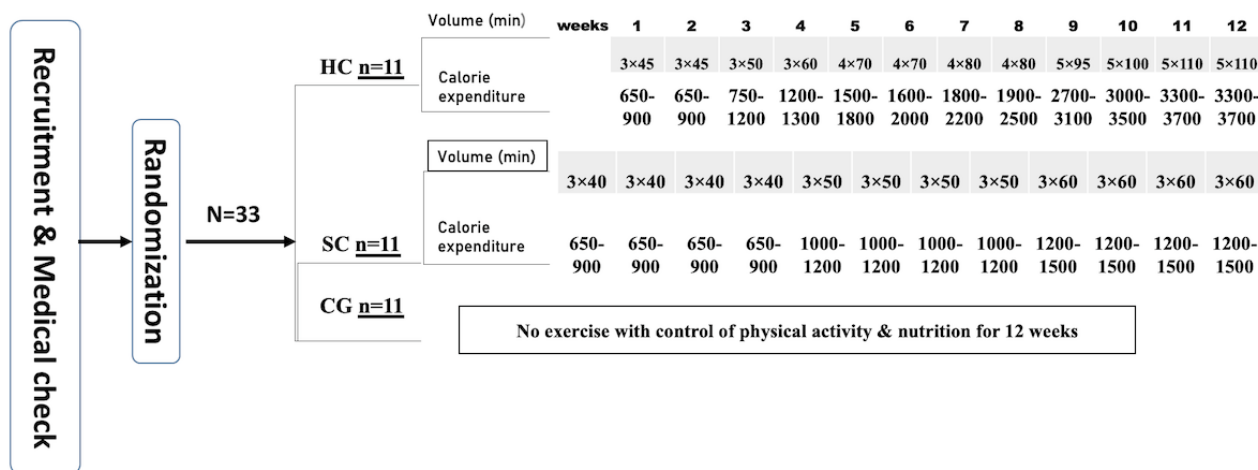 Recruitment & Medical check
Randomization
N=33
HC n=11
Volume (min)
weeks 1 2 3 4 5 6 7 8 9 10 11 12
3×45 3×45 3×50 3×60 4×70 4×70 4×80 4×80 5×95 5×100 5×110 5×110
Calorie
expenditure
650- 650- 750- 1200- 1500- 1600- 1800- 1900- 2700- 3000- 3300- 3300-
900 900 1200 1300 1800 2000 2200 2500 3100 3500 3700 3700
SC n=11
Volume (min)
3×40 3×40 3×40 3×40 3×50 3×50 3×50 3×50 3×60 3×60 3×60 3×60
Calorie
expenditure
650- 650- 650- 650- 1000- 1000- 1000- 1000- 1200- 1200- 1200- 1200-
900 900 900 900 1200 1200 1200 1200 1500 1500 1500 1500
CG n=11
No exercise with control of physical activity & nutrition for 12 weeks